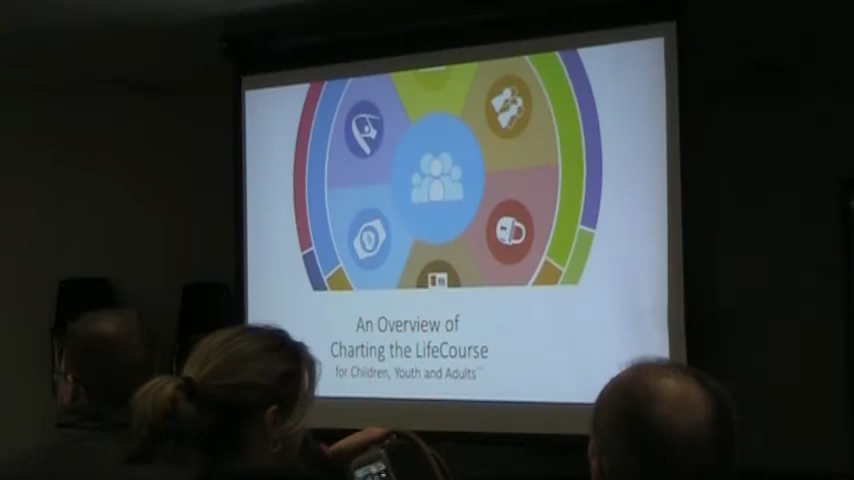 An Overview of
Charting the LifeCourse
for Children, Youth and Adults